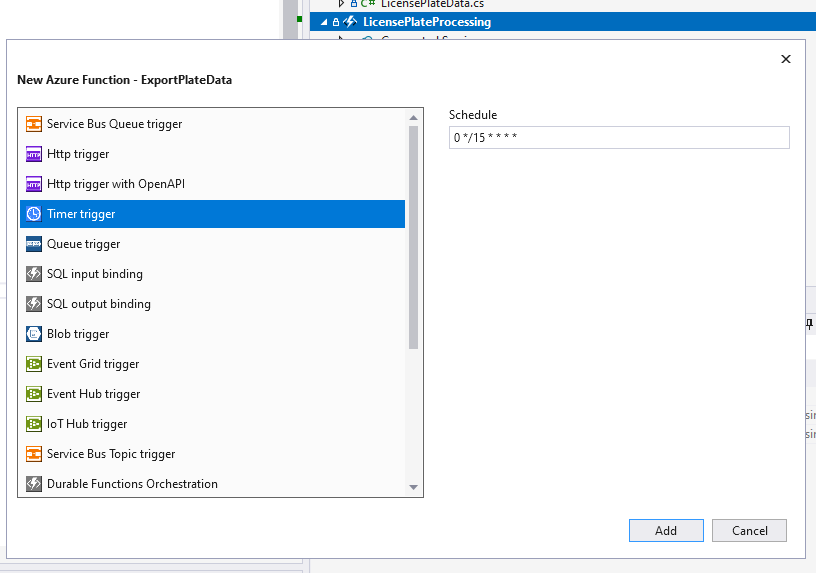 LicensePlateData.cs
LicensePlateProcessing
New Azure Function - ExportPlateData
Service Bus Queue trigger
Http trigger
Http trigger with OpenAPI
Timer trigger
Queue trigger
SQL input binding
SQL output binding
Blob trigger
Event Grid trigger
Event Hub trigger
IoT Hub trigger
Service Bus Topic trigger
Durable Functions Orchestration
Schedule
0 */15 * * * *
Add
Cancel